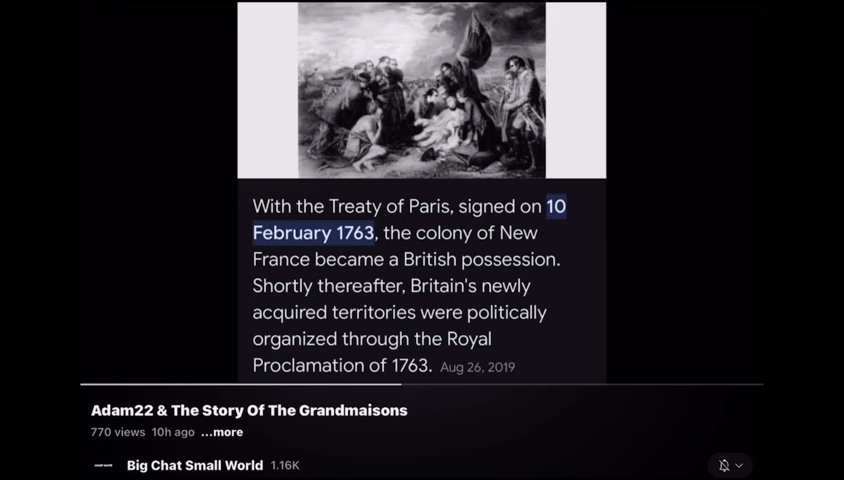 With the Treaty of Paris, signed on 10
February 1763, the colony of New
France became a British possession.
Shortly thereafter, Britain's newly
acquired territories were politically
organized through the Royal
Proclamation of 1763. Aug 26, 2019
Adam22 & The Story Of The Grandmaisons
770 views 10h ago ...more
Big Chat Small World 1.16K